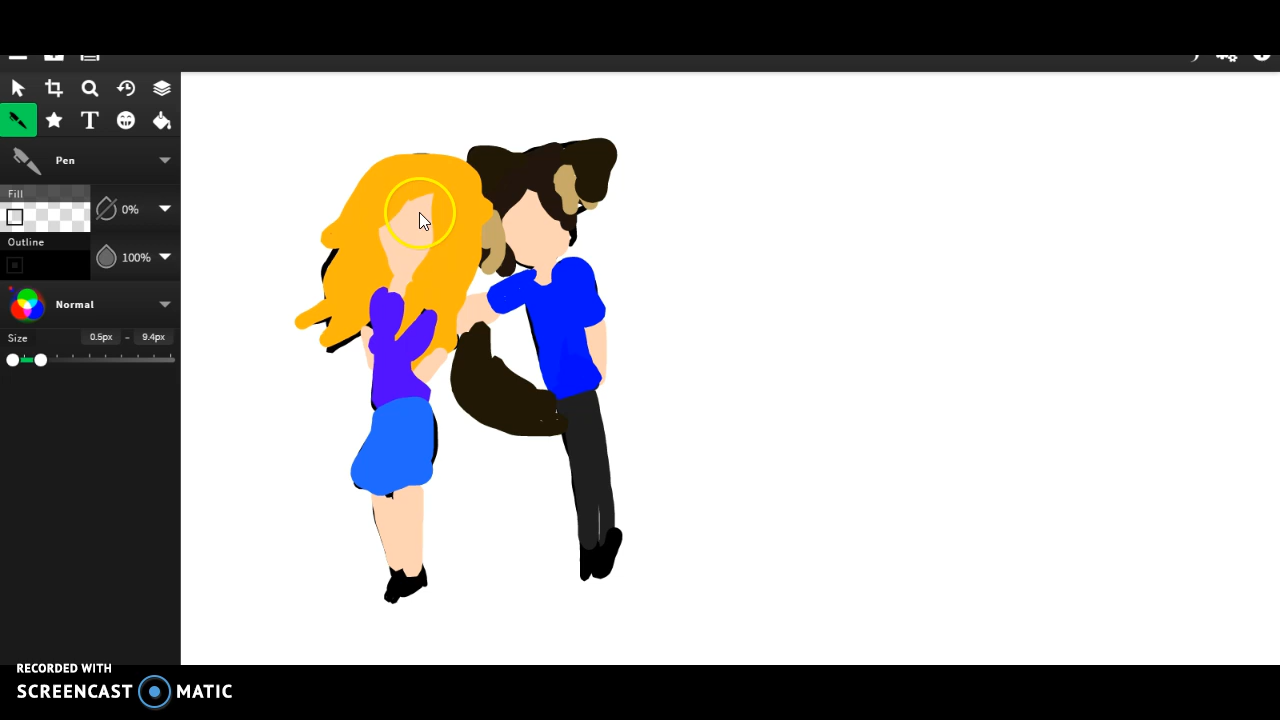 T
Pen
Fill
0%
Outline
100%
Normal
Size 0.5px - 9.4px
RECORDED WITH
SCREENCAST MATIC